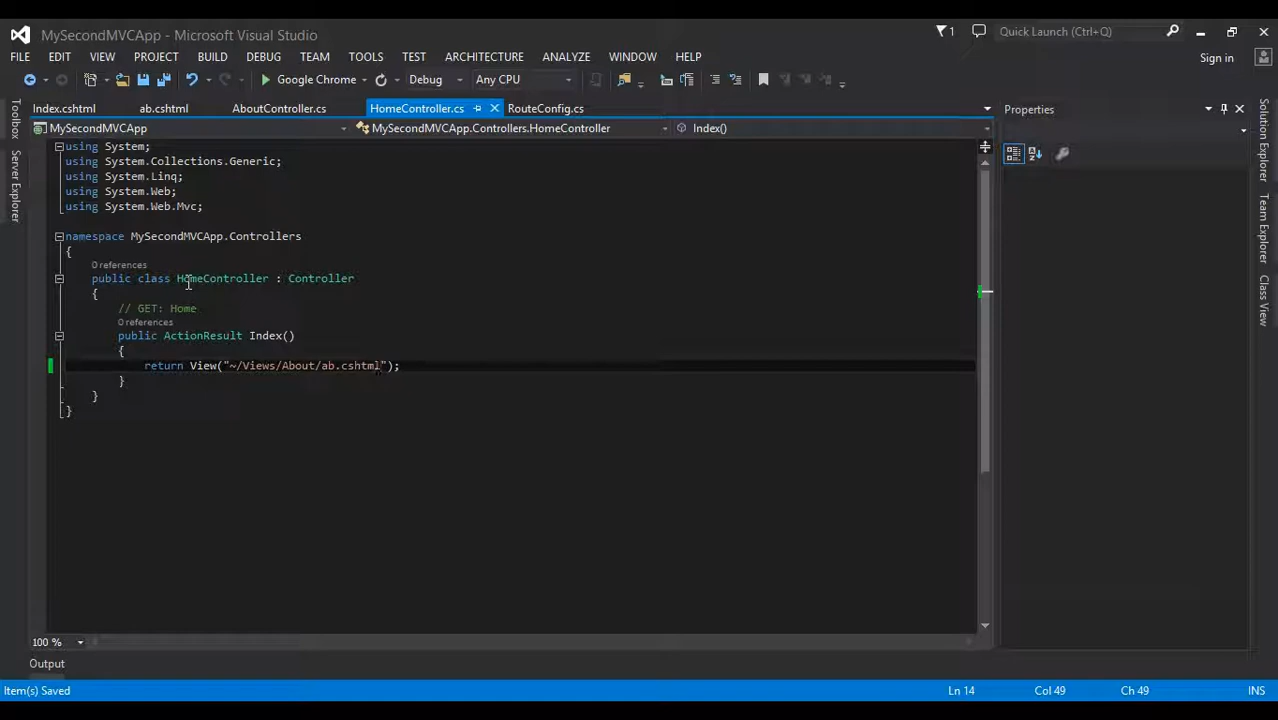 MySecondMVCApp - Microsoft Visual Studio
1
Quick Launch (Ctrl+Q)
FILE EDIT VIEW PROJECT BUILD DEBUG TEAM TOOLS TEST ARCHITECTURE ANALYZE WINDOW HELP
Sign in
Google Chrome Debug Any CPU
Toolbox
Server Explorer
Index.cshtml ab.cshtml AboutController.cs HomeController.cs RouteConfig.cs
MySecondMVCApp MySecondMVCApp.Controllers.HomeController Index()
using System;
using System.Collections.Generic;
using System.Linq;
using System.Web;
using System.Web.Mvc;
namespace MySecondMVCApp.Controllers
{
0 references
public class HomeController : Controller
{
// GET: Home
0 references
public ActionResult Index()
{
return View("~/Views/About/ab.cshtml");
}
}
}
100 %
Properties
Solution Explorer
Team Explorer
Class View
Output
Item(s) Saved Ln 14 Col 49 Ch 49 INS